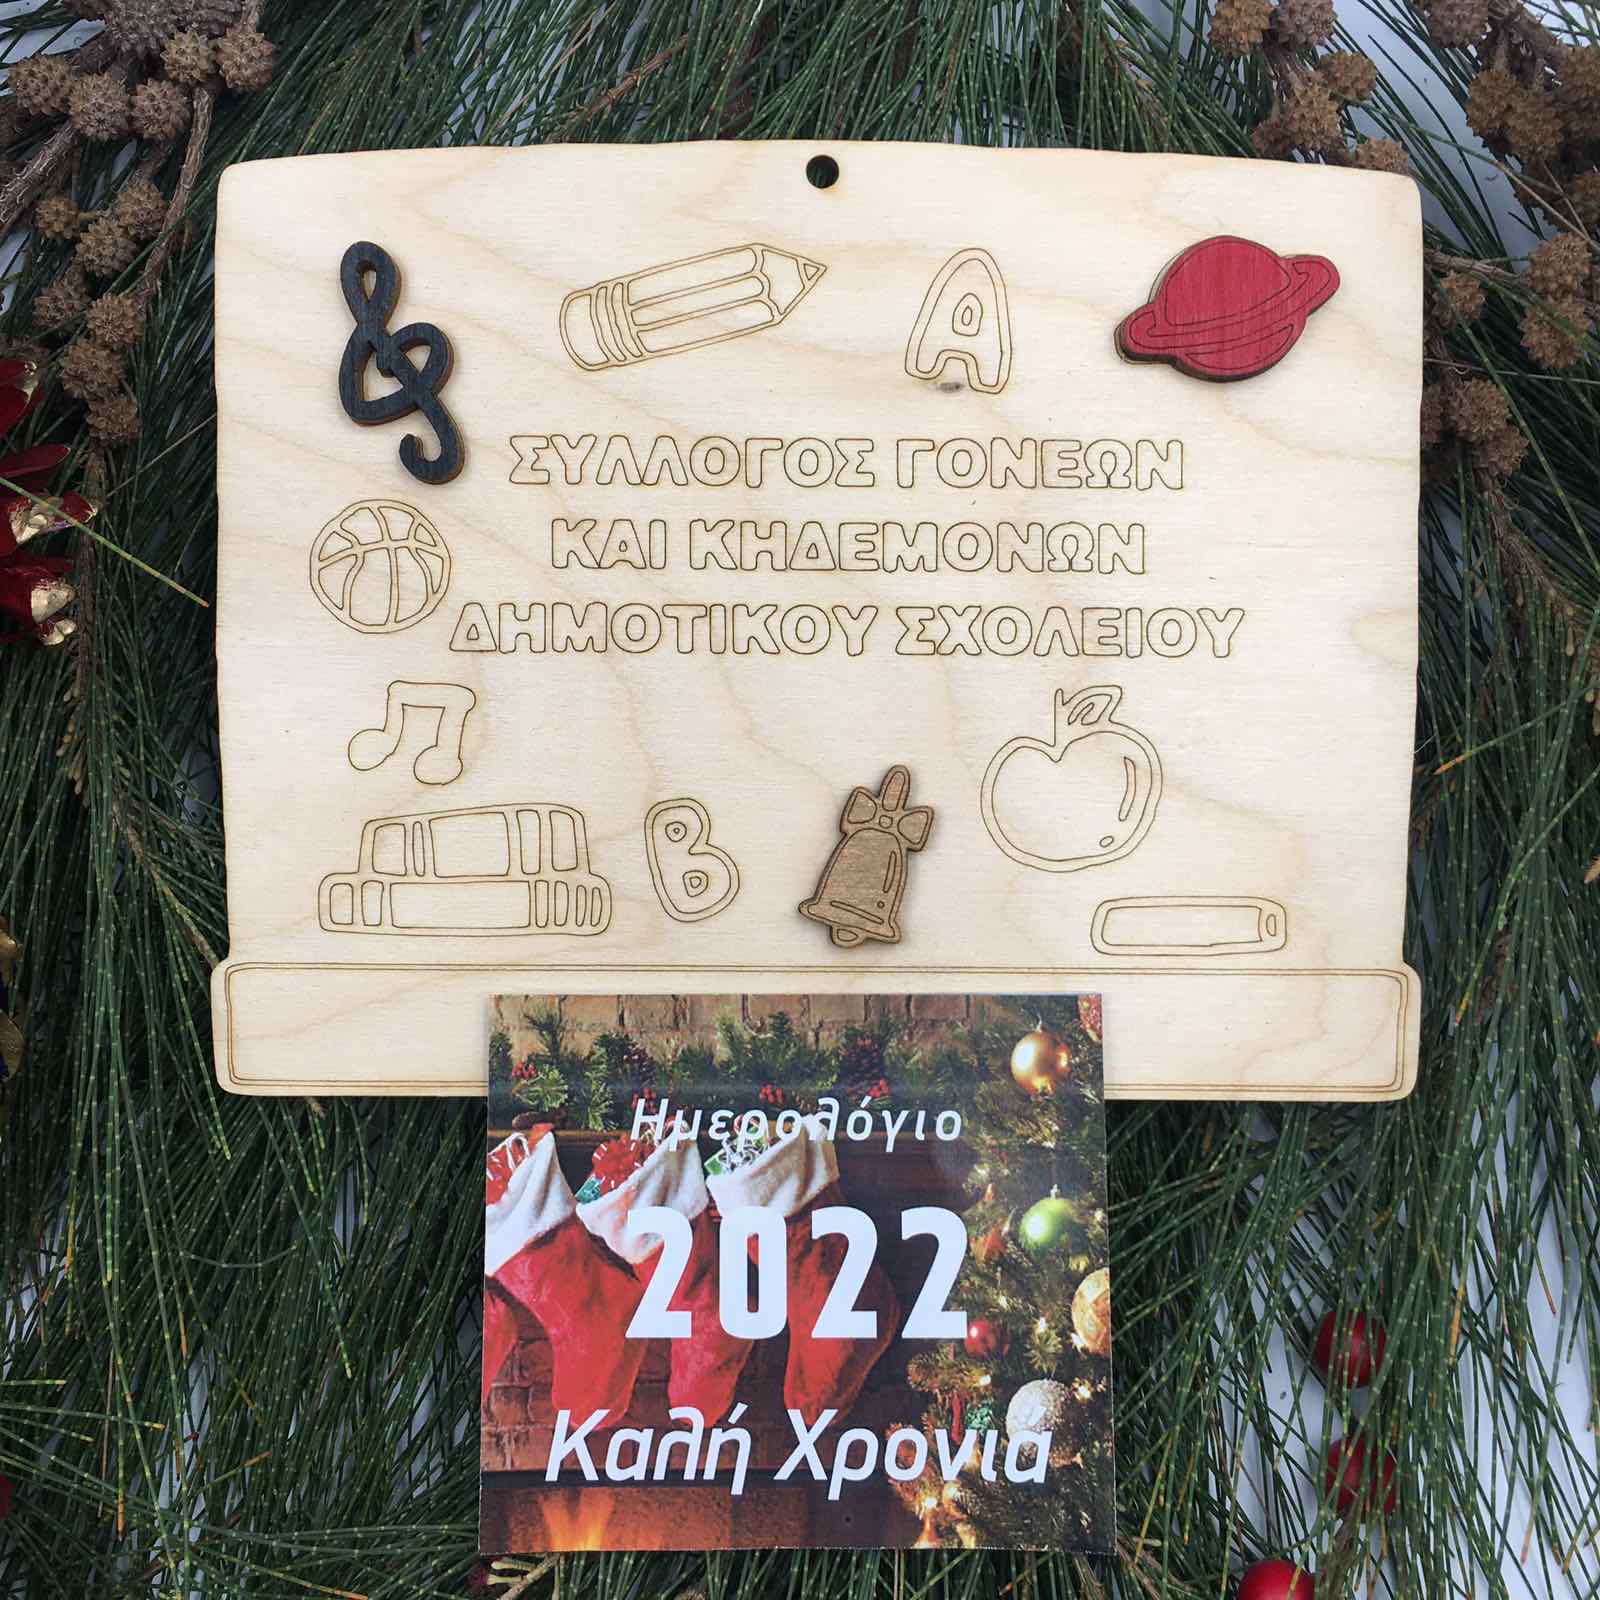 A
ΣΥΛΛΟΓΟΣ ΓΟΝΕΩΝ
ΚΑΙ ΚΗΔΕΜΟΝΩΝ
ΔΗΜΟΤΙΚΟΥ ΣΧΟΛΕΙΟΥ
B
Ημερολόγιο
2022
Καλή Χρονιά